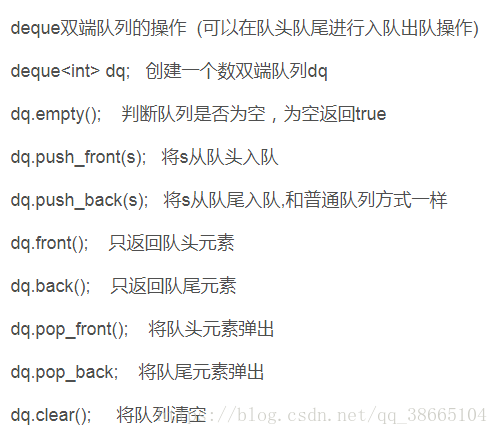 deque双端队列的操作  (可以在队头队尾进行入队出队操作)
deque<int> dq;   创建一个数双端队列dq
dq.empty();    判断队列是否为空，为空返回true
dq.push_front(s);   将s从队头入队
dq.push_back(s);   将s从队尾入队,和普通队列方式一样
dq.front();    只返回队头元素
dq.back();    只返回队尾元素
dq.pop_front();    将队头元素弹出
dq.pop_back;    将队尾元素弹出
dq.clear();     将队列清空
://blog.csdn.net/qq_38665104